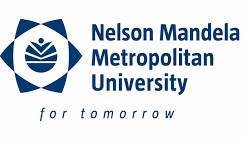 Nelson Mandela
Metropolitan
University
for tomorrow